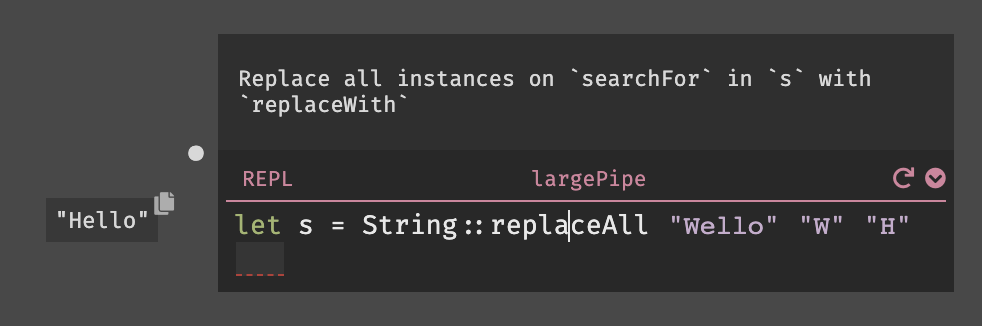 Replace all instances on `searchFor` in `s` with
`replaceWith`
REPL
largePipe
"Hello"
let s = String::replaceAll "Wello" "W" "H"